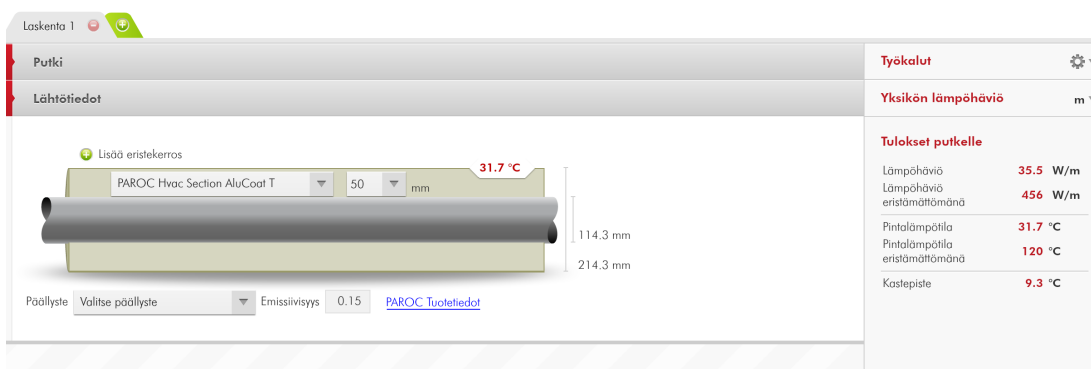 Laskenta 1
Putki
Lähtötiedot
Lisää eristekerros
31.7 °C
PAROC Hvac Section AluCoat T
50
mm
114.3 mm
214.3 mm
Päällyste
Valitse päällyste
Emissiivisyys
0.15
PAROC Tuotetiedot
Työkalut
Yksikön lämpöhäviö
m
Tulokset putkelle
Lämpöhäviö 35.5 W/m
Lämpöhäviö
eristämättömänä 456 W/m
Pintalämpötila 31.7 °C
Pintalämpötila
eristämättömänä 120 °C
Kastepiste 9.3 °C